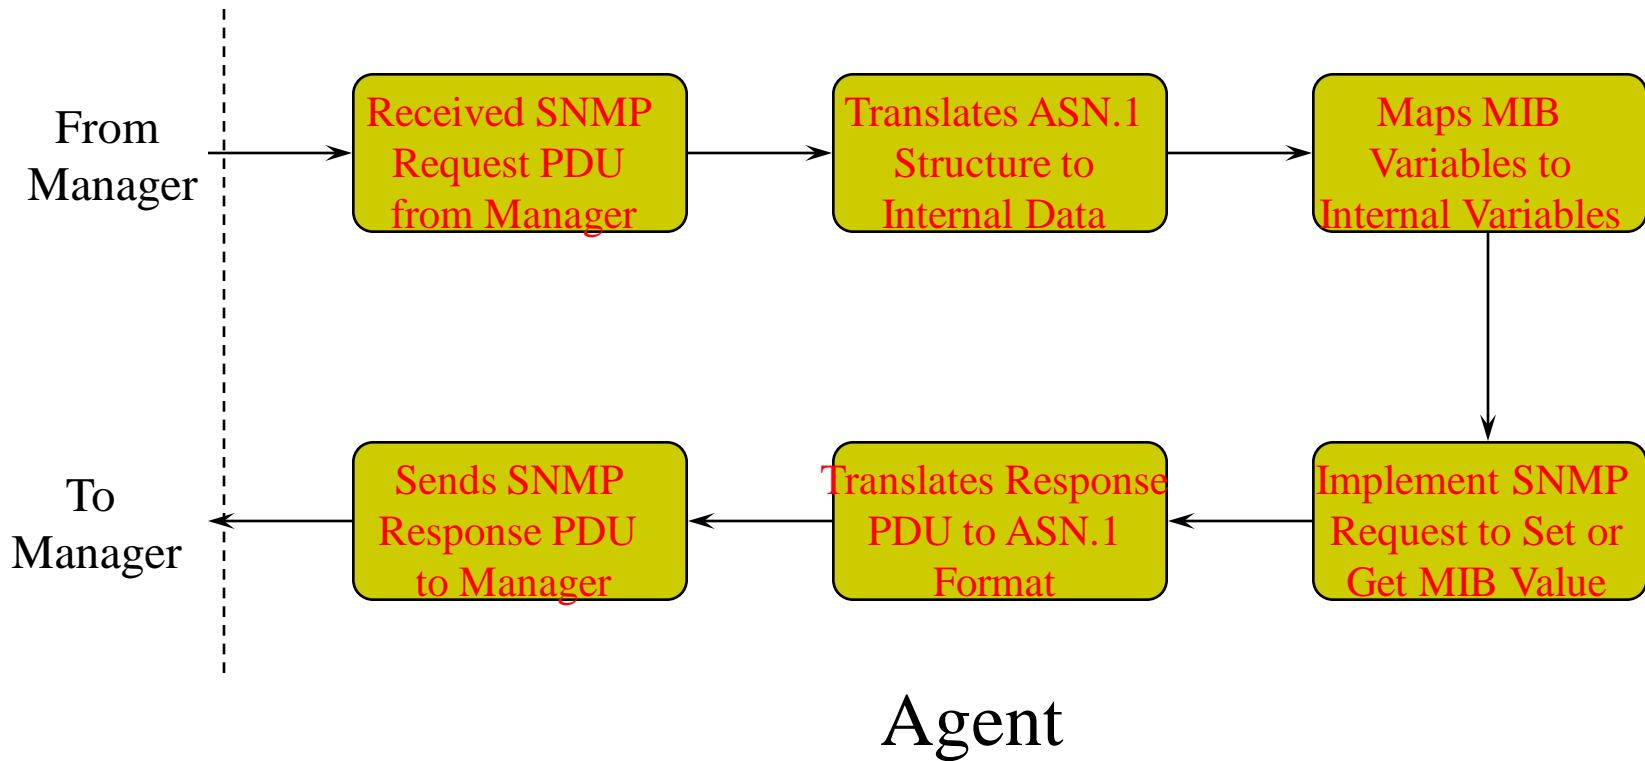 From
Manager
Received SNMP
Request PDU
from Manager
Translates ASN.1
Structure to
Internal Data
Maps MIB
Variables to
Internal Variables
To
Manager
Sends SNMP
Response PDU
to Manager
Translates Response
PDU to ASN.1
Format
Implement SNMP
Request to Set or
Get MIB Value
Agent